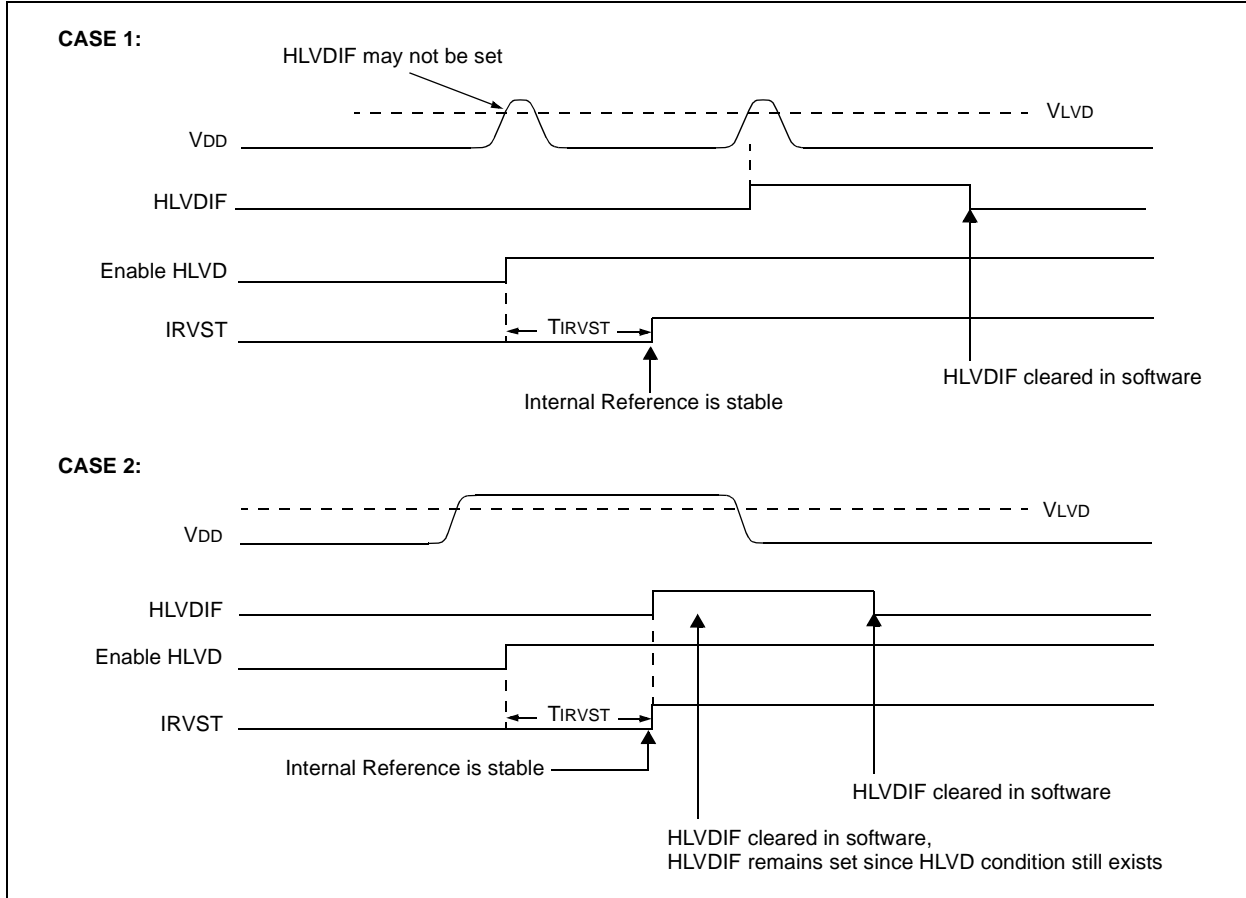 CASE 1:
HLVDIF may not be set
VLVD
VDD
HLVDIF
Enable HLVD
IRVST
TIRVST
HLVDIF cleared in software
Internal Reference is stable
CASE 2:
VLVD
VDD
HLVDIF
Enable HLVD
TIRVST
IRVST
Internal Reference is stable
HLVDIF cleared in software
HLVDIF cleared in software,
HLVDIF remains set since HLVD condition still exists